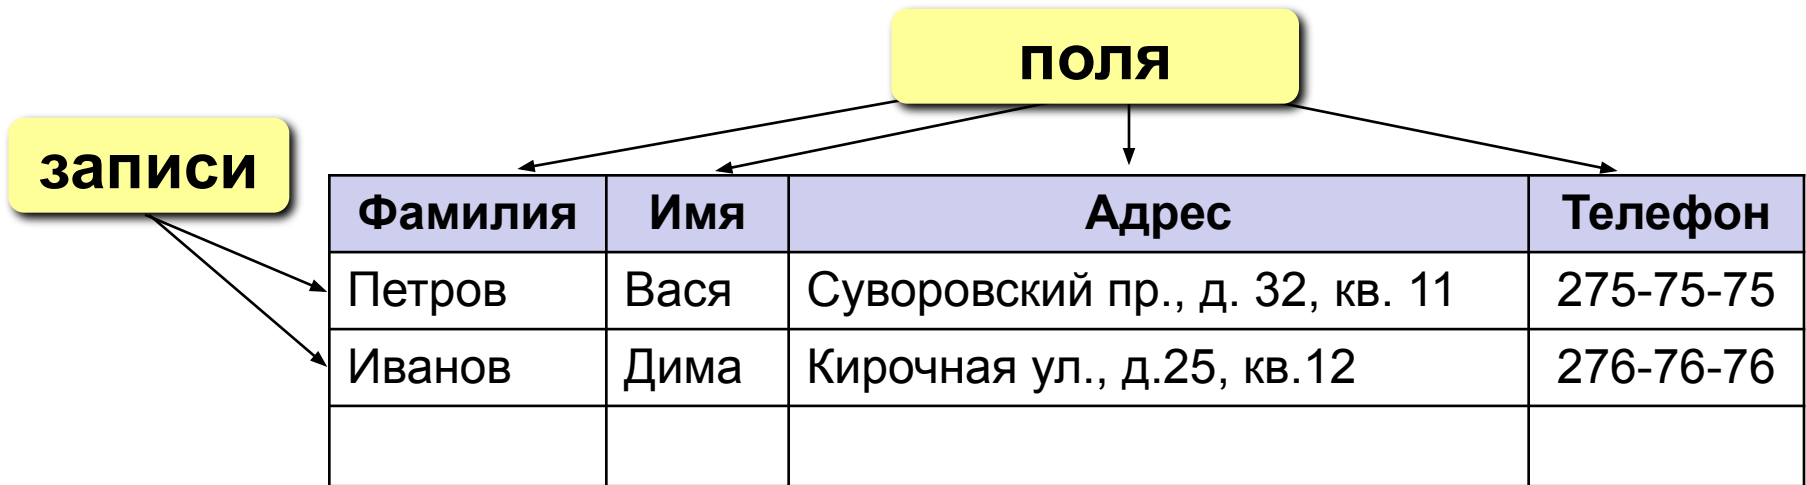 поля
записи
Фамилия Имя Адрес Телефон
Петров Вася Суворовский пр., д. 32, кв. 11 275-75-75
Иванов Дима Кирочная ул., д.25, кв.12 276-76-76